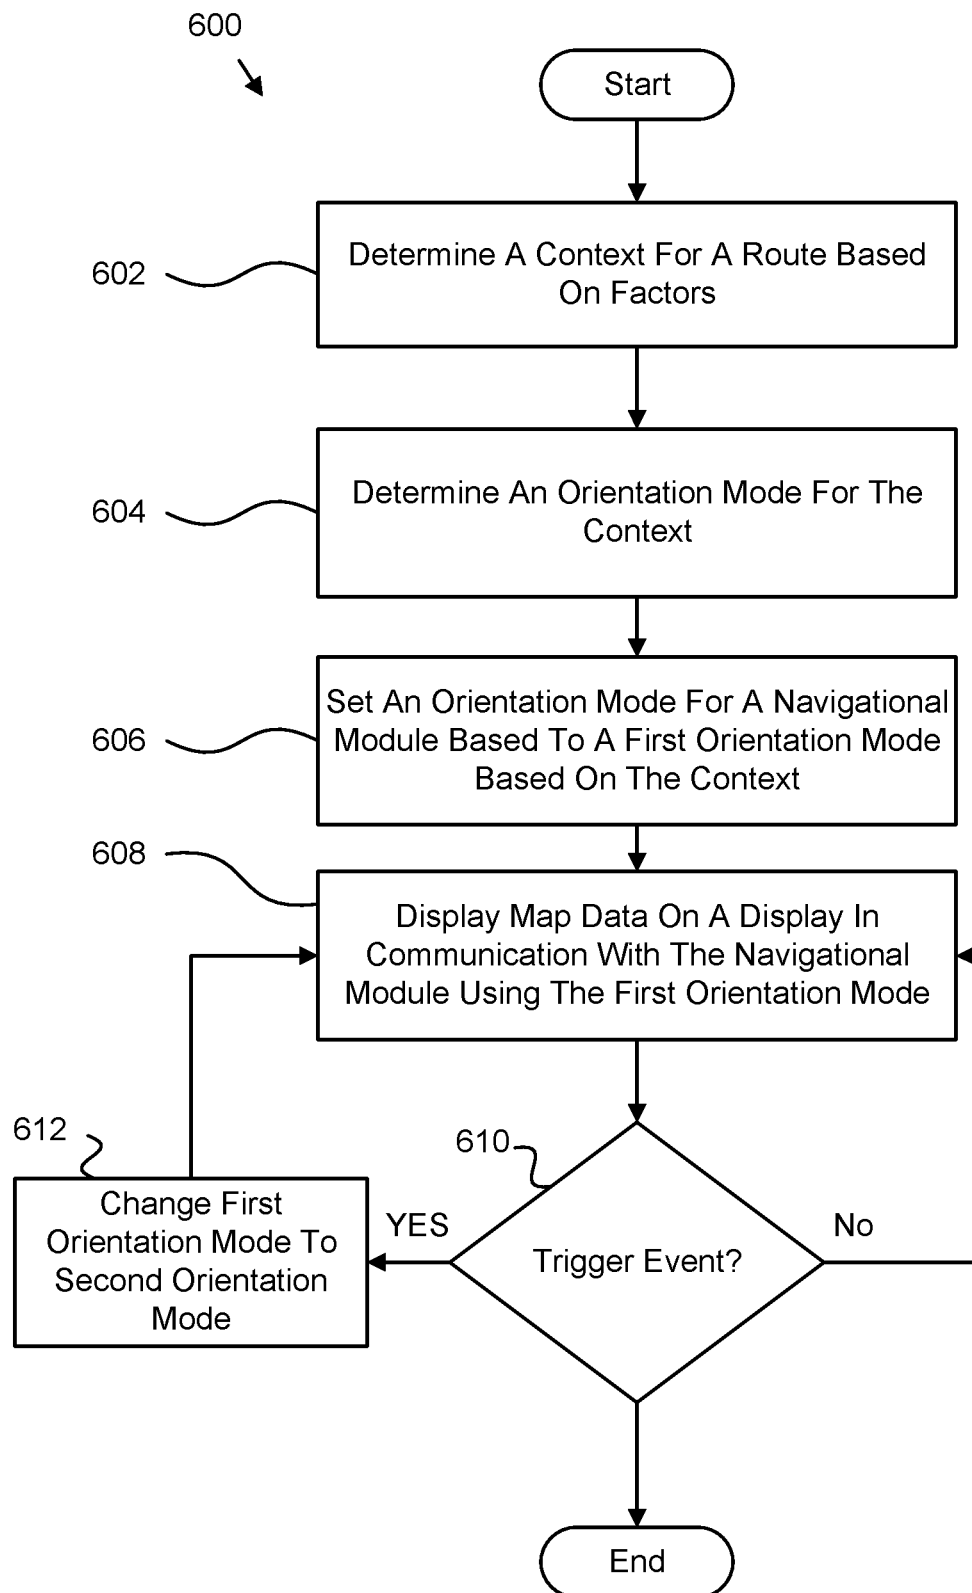 600
Start
602
Determine A Context For A Route Based
On Factors
604
Determine An Orientation Mode For The
Context
606
Set An Orientation Mode For A Navigational
Module Based To A First Orientation Mode
Based On The Context
608
Display Map Data On A Display In
Communication With The Navigational
Module Using The First Orientation Mode
612
Change First
Orientation Mode To
Second Orientation
Mode
YES
610
Trigger Event?
No
End